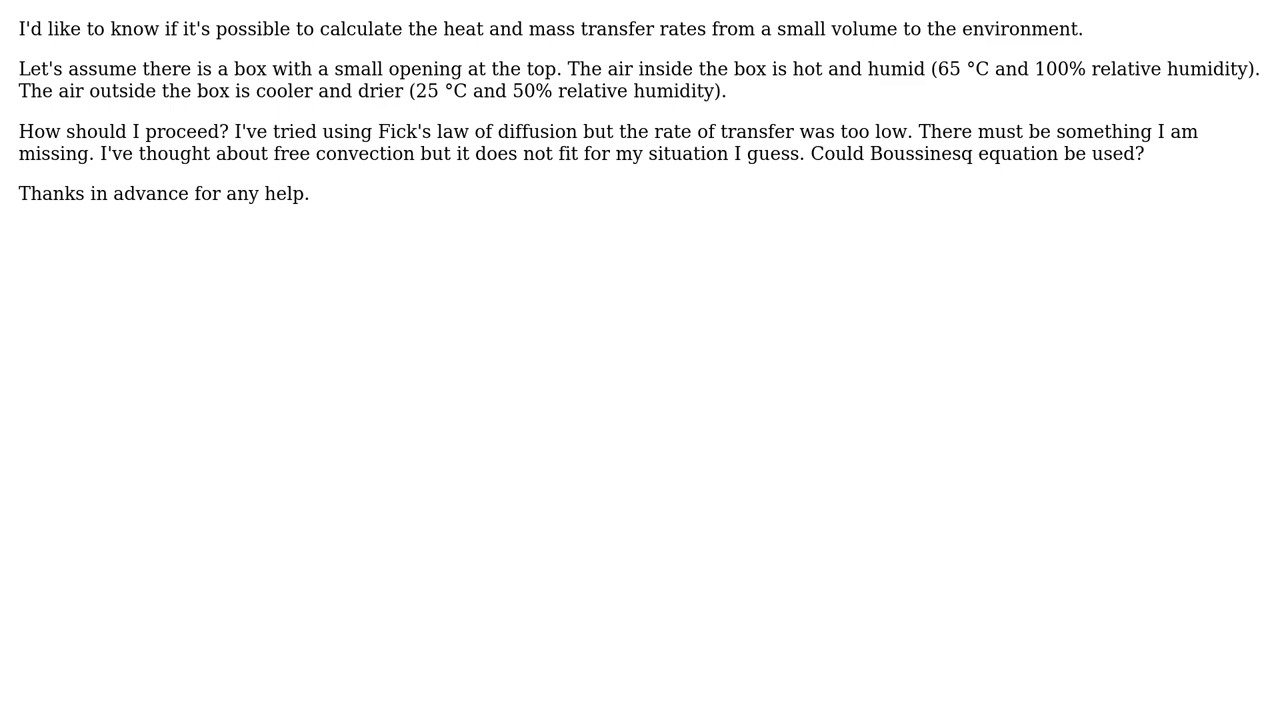 I'd like to know if it's possible to calculate the heat and mass transfer rates from a small volume to the environment.
Let's assume there is a box with a small opening at the top. The air inside the box is hot and humid (65 °C and 100% relative humidity).
The air outside the box is cooler and drier (25 °C and 50% relative humidity).
How should I proceed? I've tried using Fick's law of diffusion but the rate of transfer was too low. There must be something I am
missing. I've thought about free convection but it does not fit for my situation I guess. Could Boussinesq equation be used?
Thanks in advance for any help.